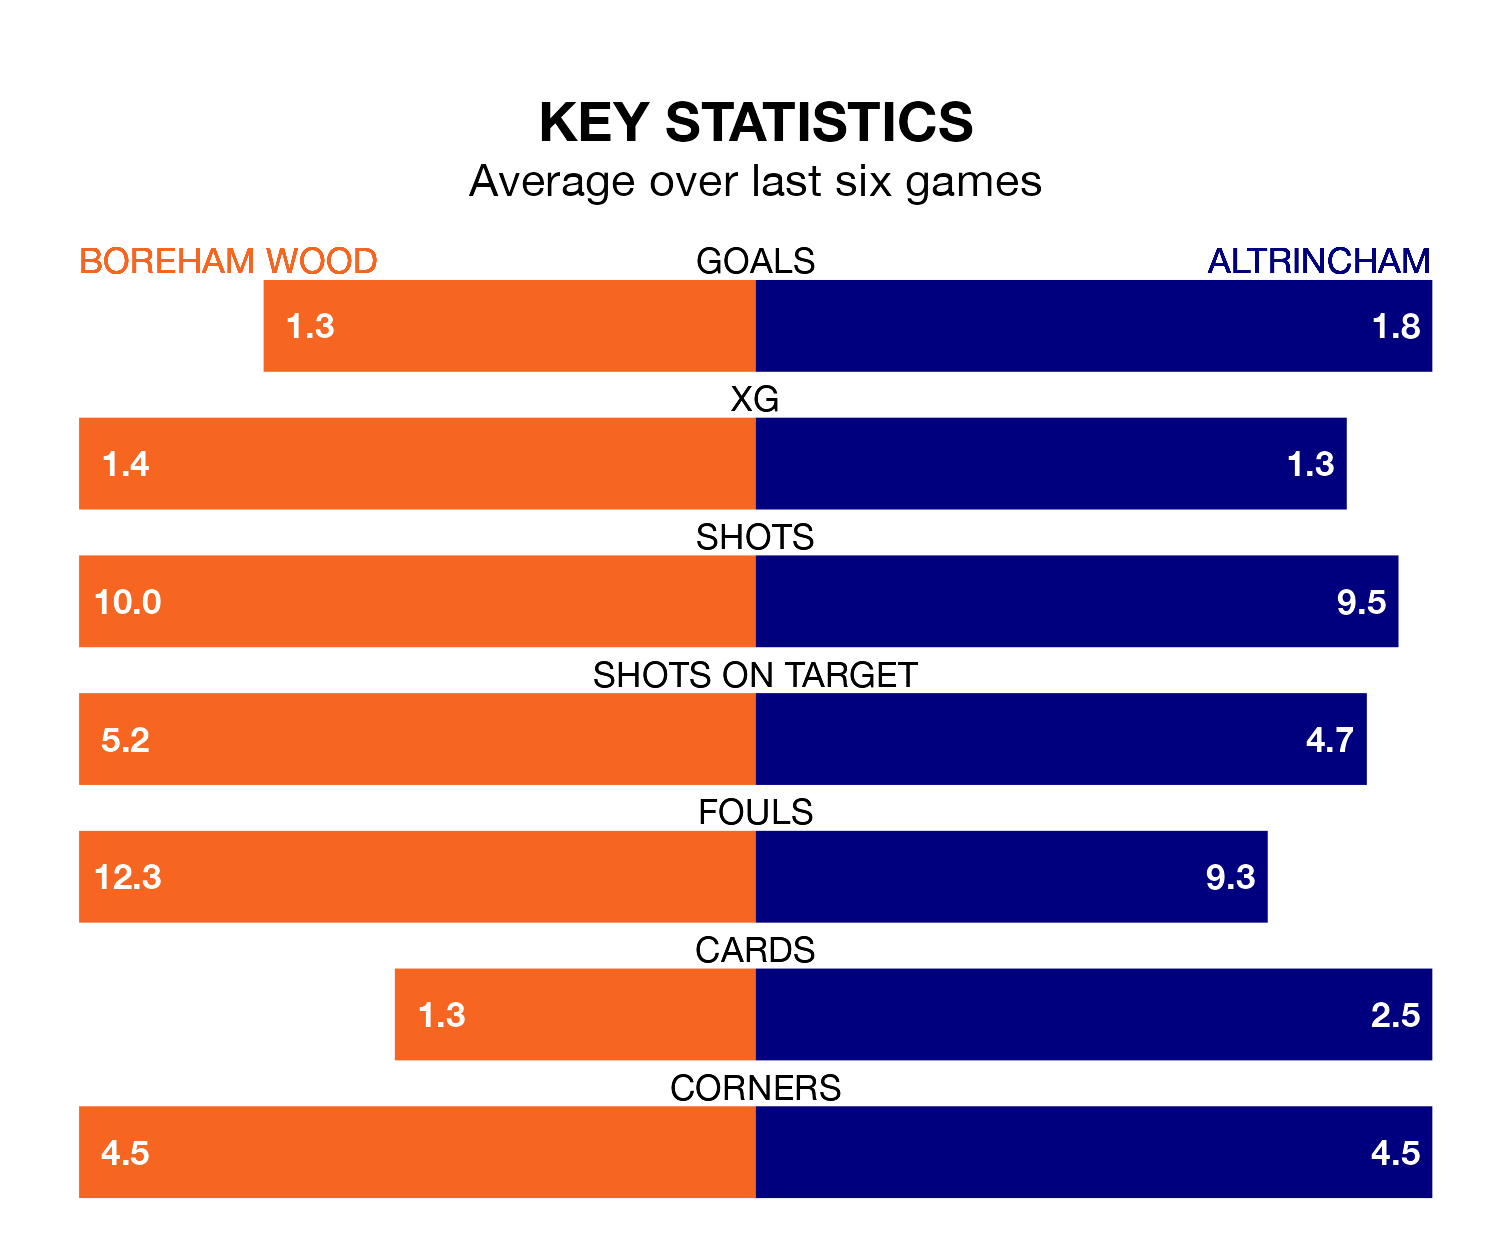 KEY STATISTICS
Average over last six games
BOREHAM WOOD GOALS ALTRINCHAM
1.3 1.8
XG
1.4 1.3
SHOTS
10.0 9.5
SHOTS ON TARGET
5.2 4.7
FOULS
12.3 9.3
CARDS
1.3 2.5
CORNERS
4.5 4.5